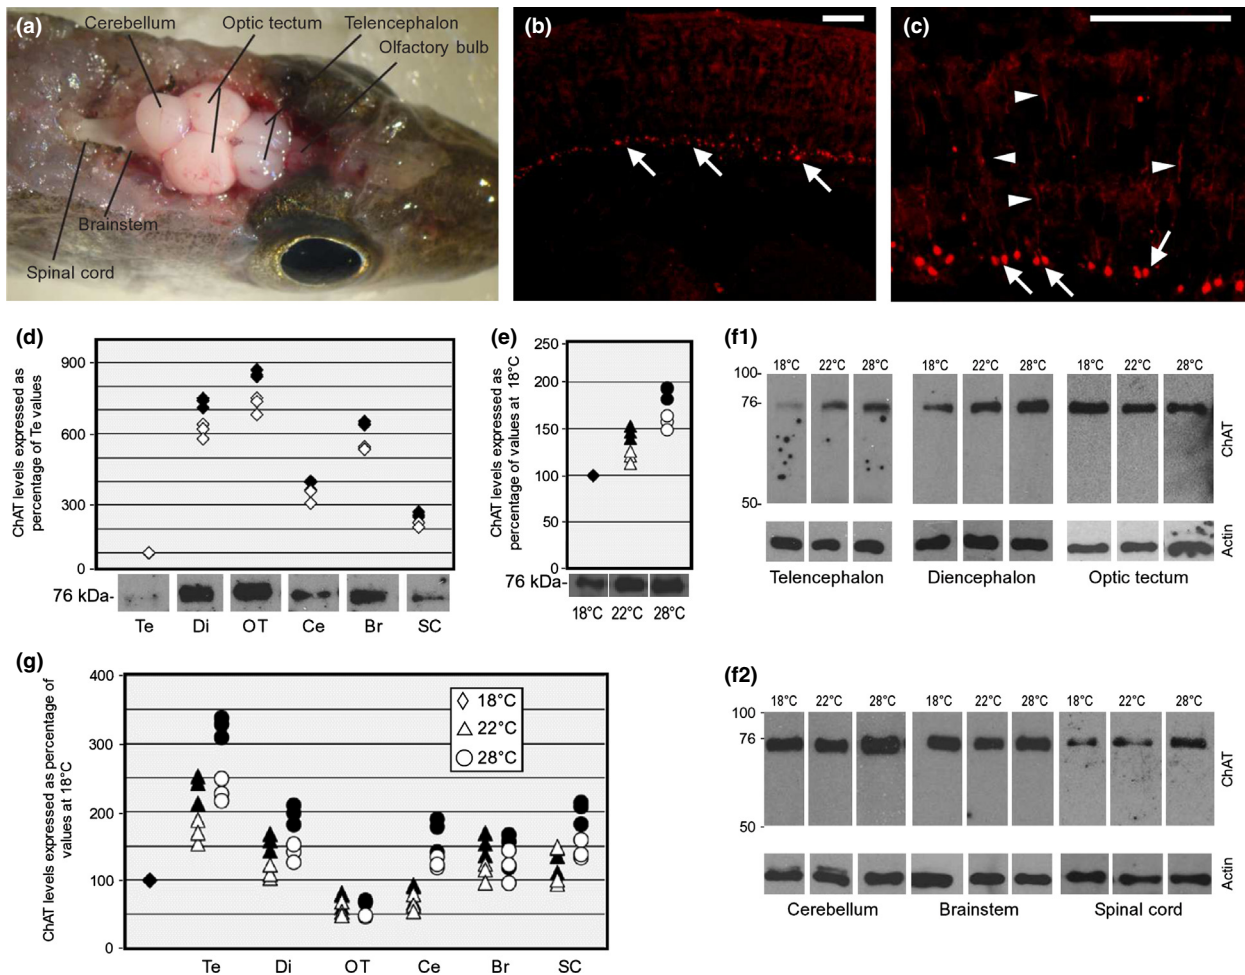 (a)
Cerebellum
Optic tectum
Telencephalon
Olfactory bulb
Brainstem
Spinal cord
(b)
(c)
(d)
ChAT levels expressed as
percentage of Te values
900
600
300
0
76 kDa-
Te Di OT Ce Br SC
(e)
ChAT levels expressed as
percentage of values at 18°C
250
200
150
100
50
0
76 kDa-
18°C 22°C 28°C
(f1)
18°C 22°C 28°C 18°C 22°C 28°C 18°C 22°C 28°C
100-
76-
50-
ChAT
Actin
Telencephalon Diencephalon Optic tectum
(g)
ChAT levels expressed as percentage of
values at 18°C
400
300
200
100
0
18°C
22°C
28°C
Te Di OT Ce Br SC
(f2)
18°C 22°C 28°C 18°C 22°C 28°C 18°C 22°C 28°C
100
76
50
ChAT
Actin
Cerebellum Brainstem Spinal cord